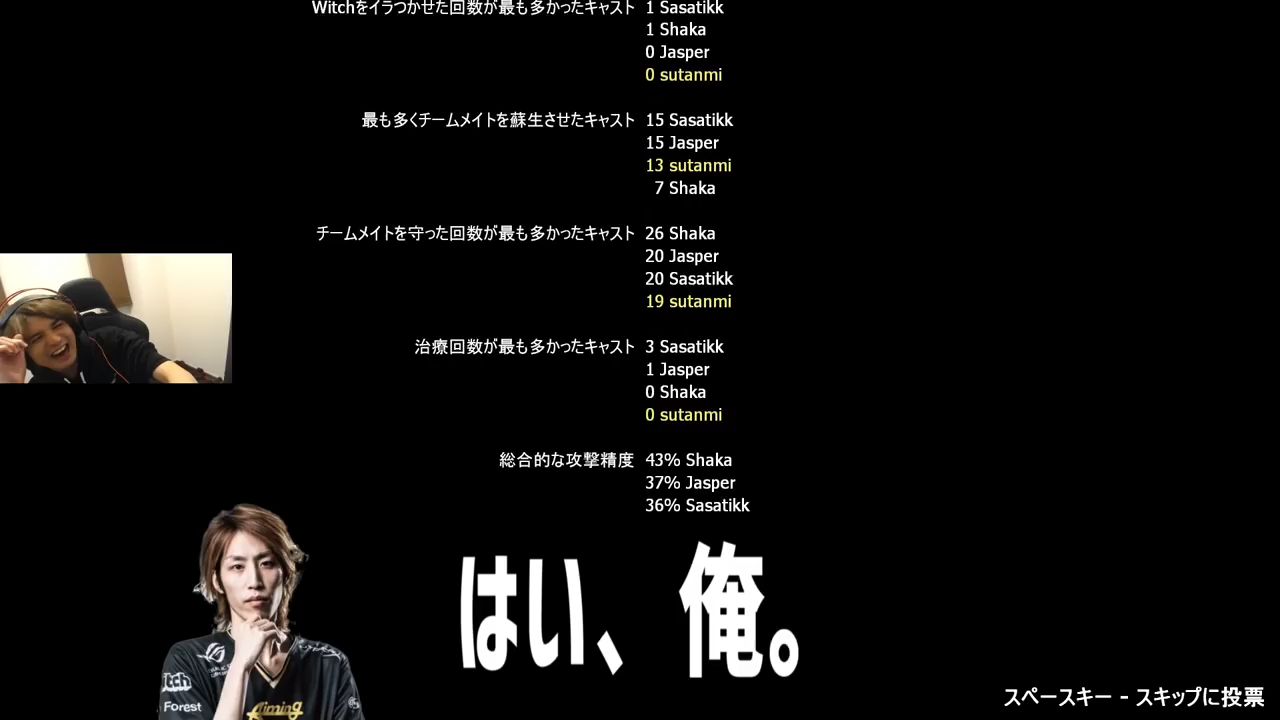 Witchをイラつかせた回数が最も多かったキャスト 1 Sasatikk
1 Shaka
0 Jasper
0 sutanmi
最も多くチームメイトを蘇生させたキャスト 15 Sasatikk
15 Jasper
13 sutanmi
7 Shaka
チームメイトを守った回数が最も多かったキャスト 26 Shaka
20 Jasper
20 Sasatikk
19 sutanmi
治療回数が最も多かったキャスト 3 Sasatikk
1 Jasper
0 Shaka
0 sutanmi
総合的な攻撃精度 43% Shaka
37% Jasper
36% Sasatikk
はい、俺。
tch
Forest
Aiming
スペースキー - スキップに投票